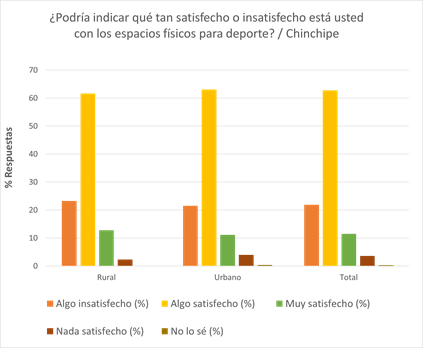 ¿Podría indicar qué tan satisfecho o insatisfecho está usted
con los espacios físicos para deporte? / Chinchipe
70
60
50
40
30
20
10
0
% Respuestas
Rural
Urbano
Total
Algo insatisfecho (%)
Algo satisfecho (%)
Muy satisfecho (%)
Nada satisfecho (%)
No lo sé (%)